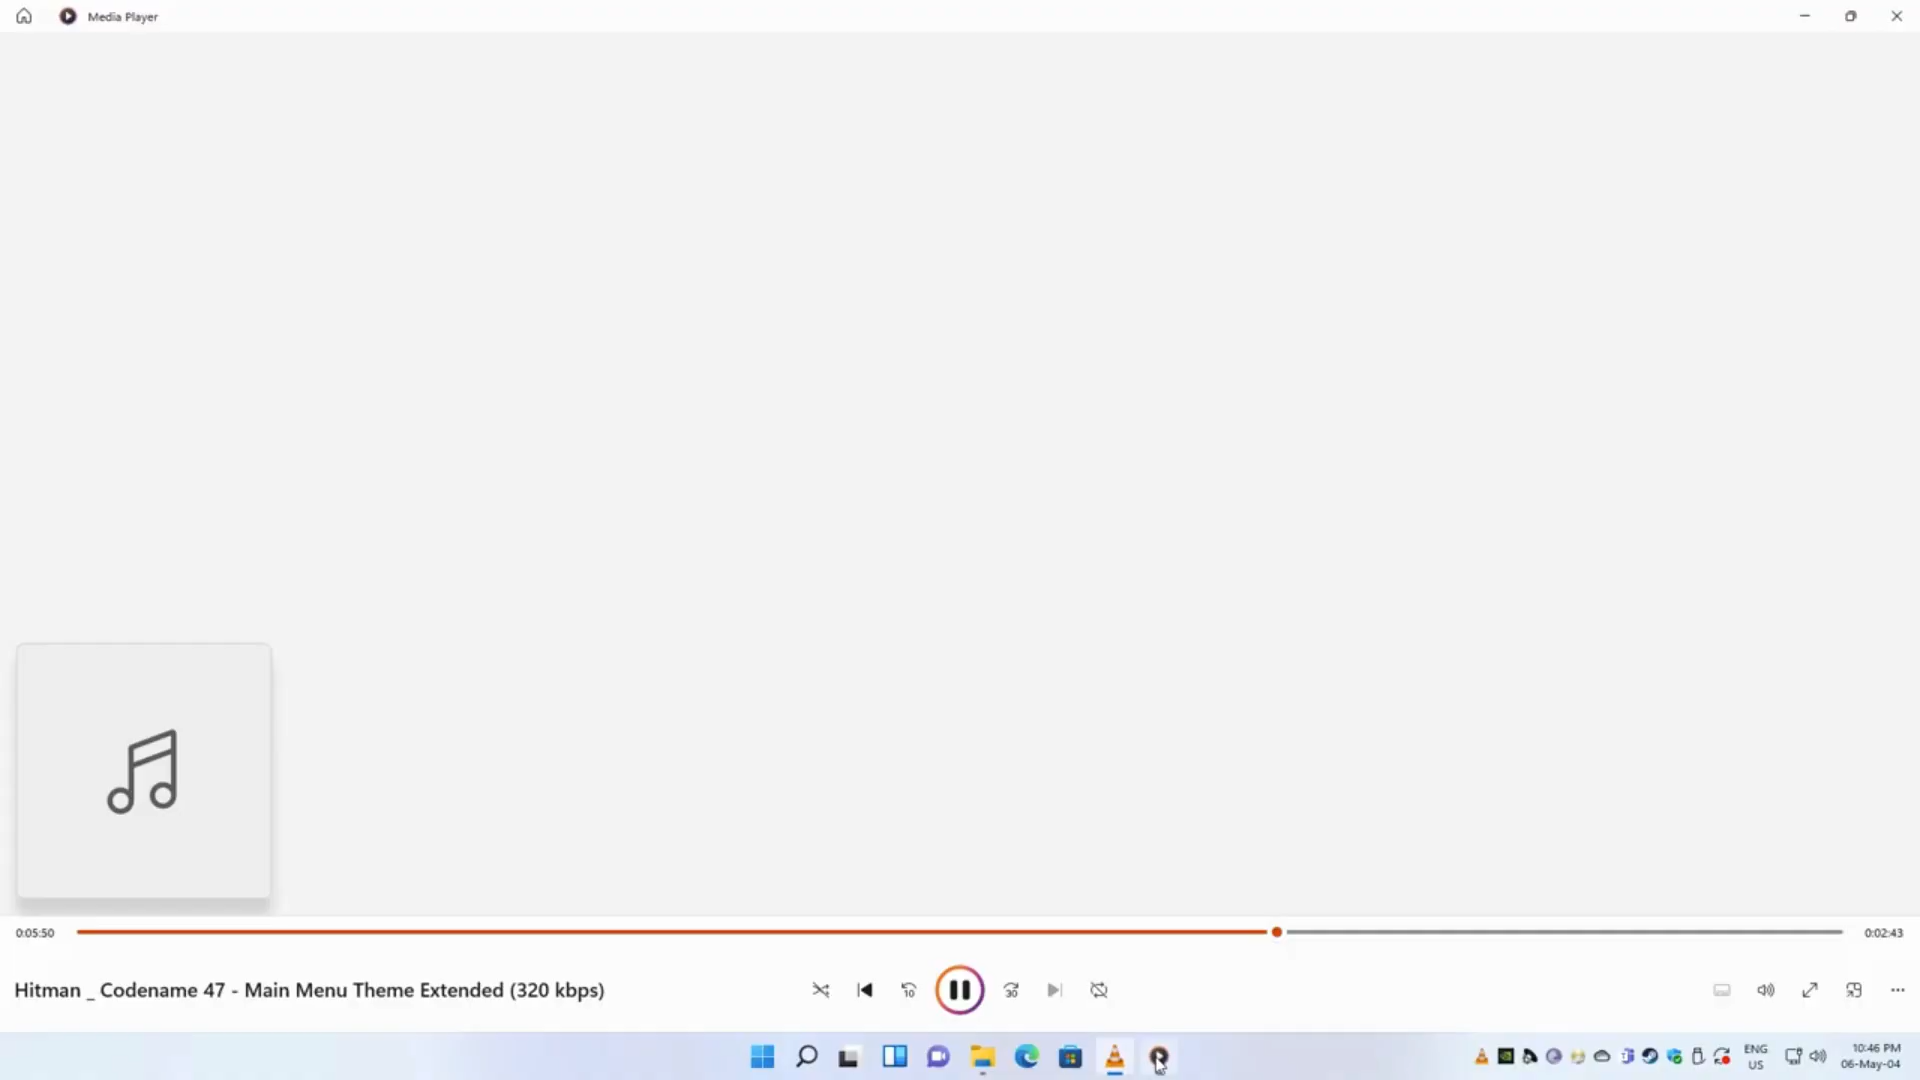 Media Player
0:05:50
0:02:43
Hitman _ Codename 47 - Main Menu Theme Extended (320 kbps)
10
30
ENG
US
10:46 PM
06-May-04